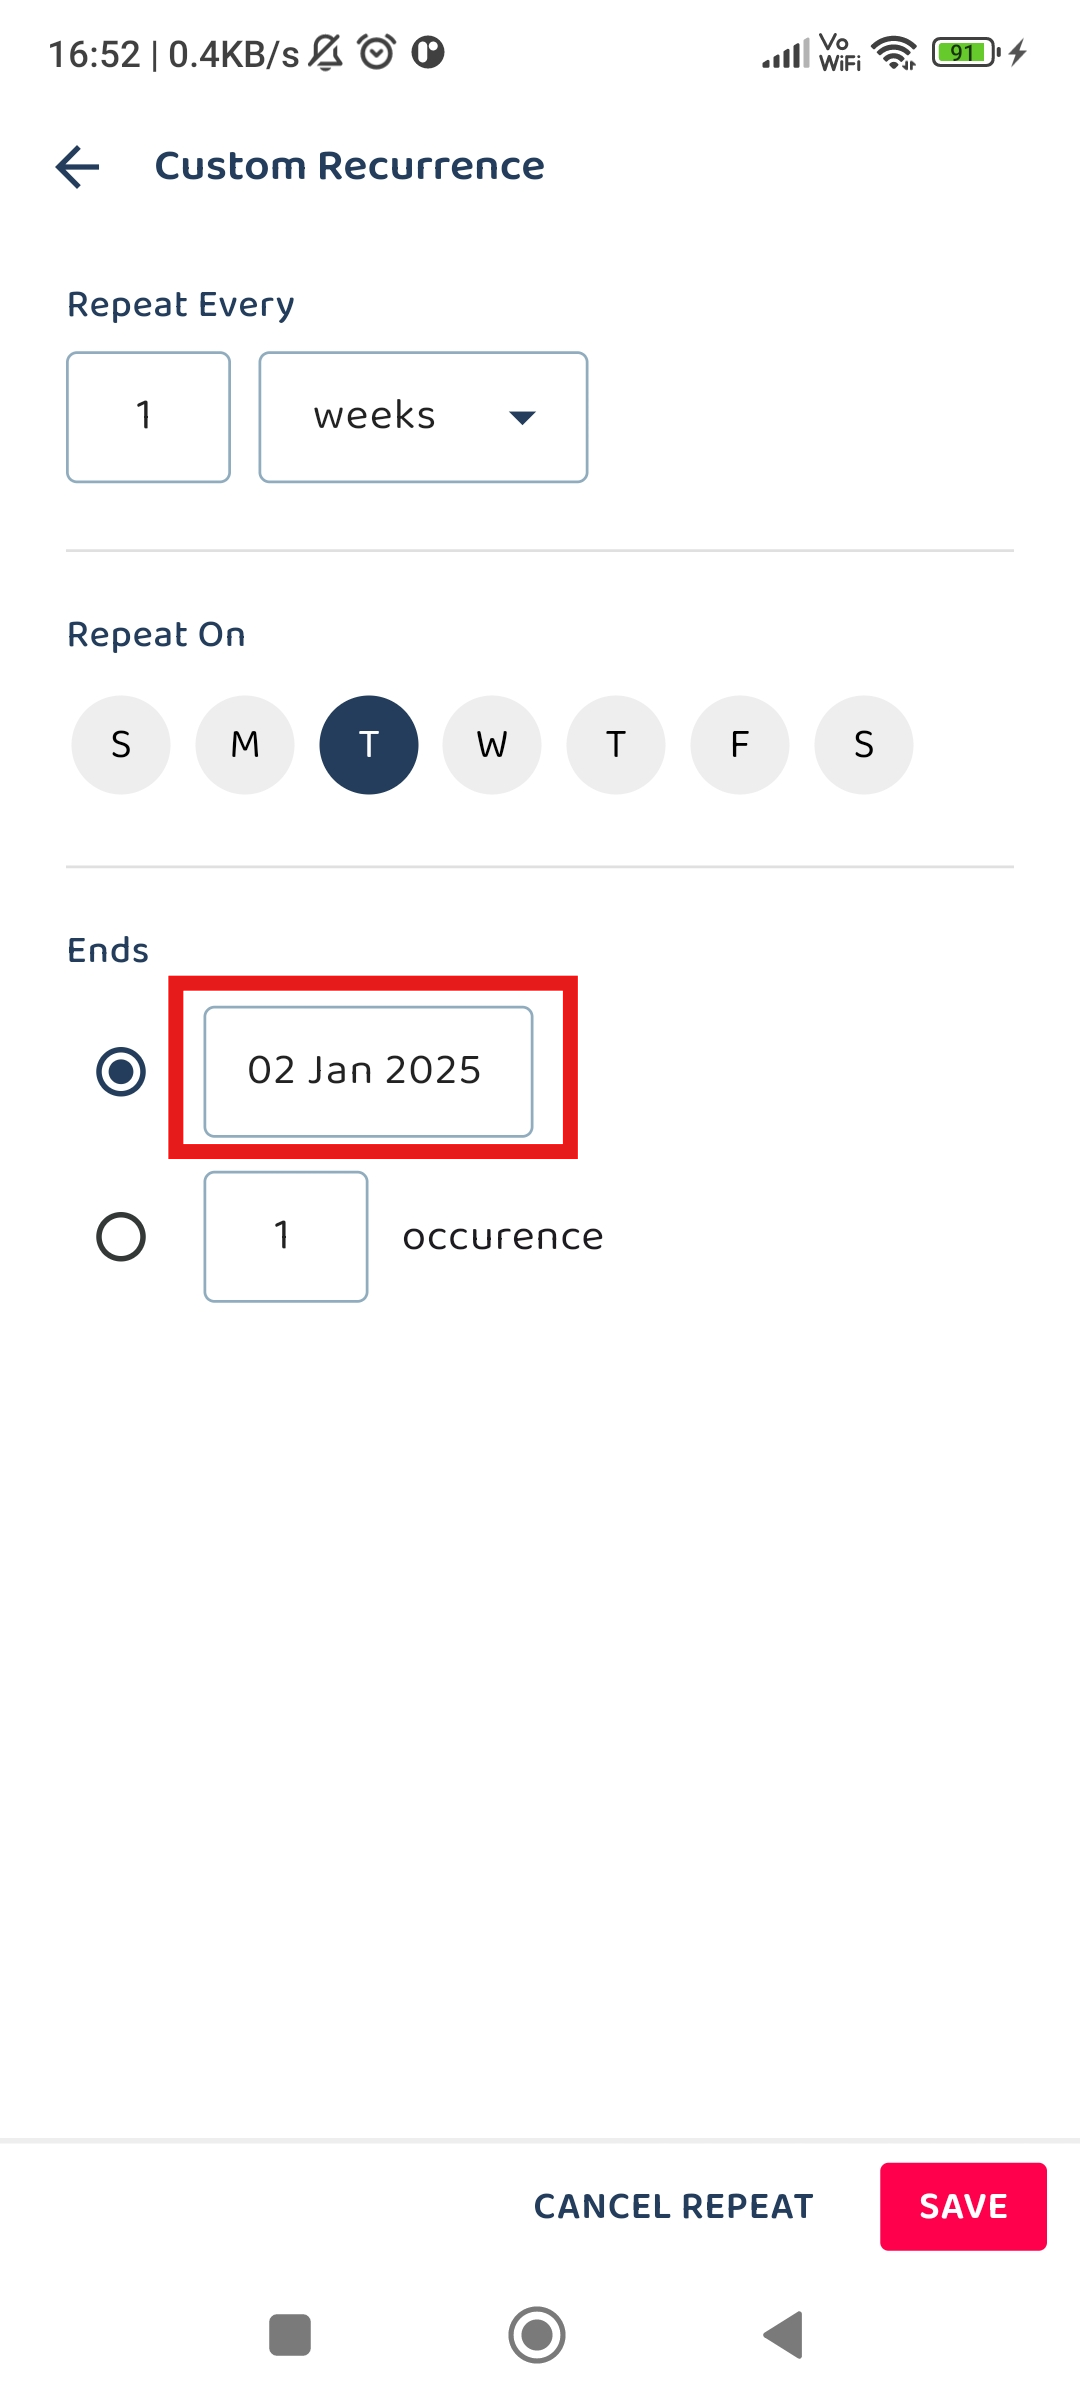 16:52 | 0.4KB/s Vo WiFi 91
Custom Recurrence
Repeat Every
1 weeks
Repeat On
S M T W T F S
Ends
02 Jan 2025
1 occurence
CANCEL REPEAT SAVE